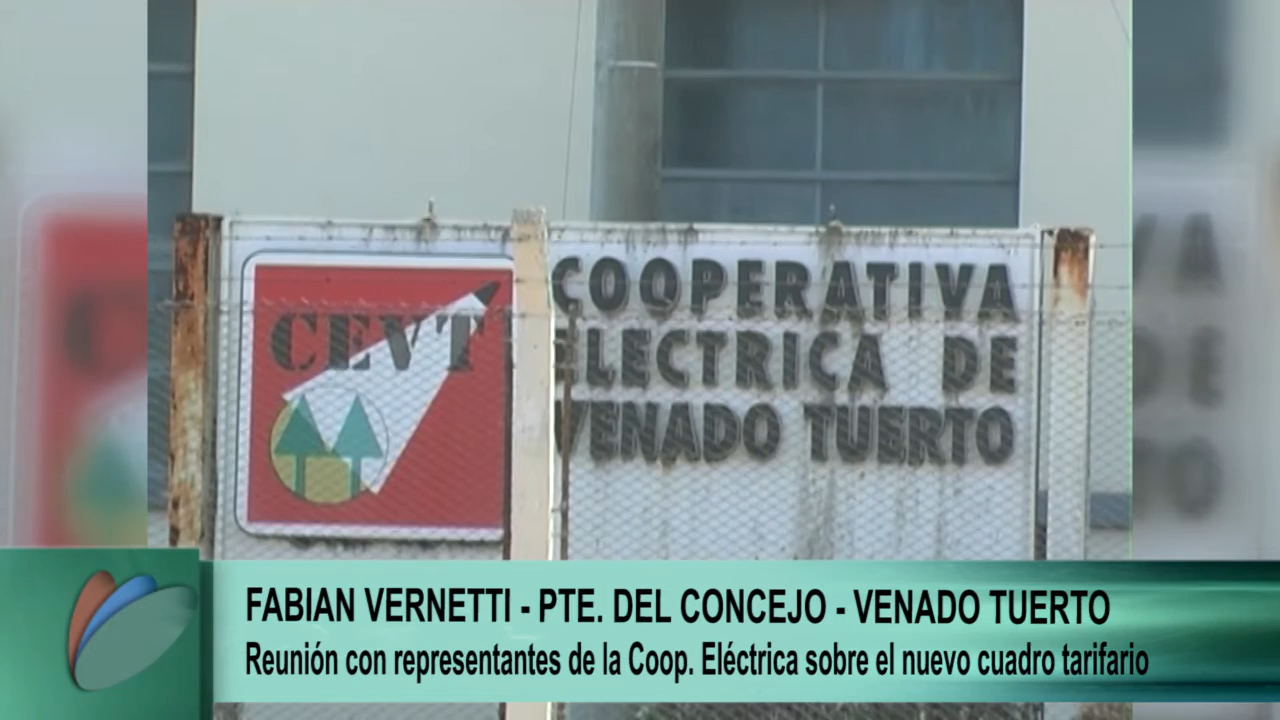 CEVT
COOPERATIVA
ELECTRICA DE
VENADO TUERTO
FABIAN VERNETTI - PTE. DEL CONCEJO - VENADO TUERTO
Reunión con representantes de la Coop. Eléctrica sobre el nuevo cuadro tarifario